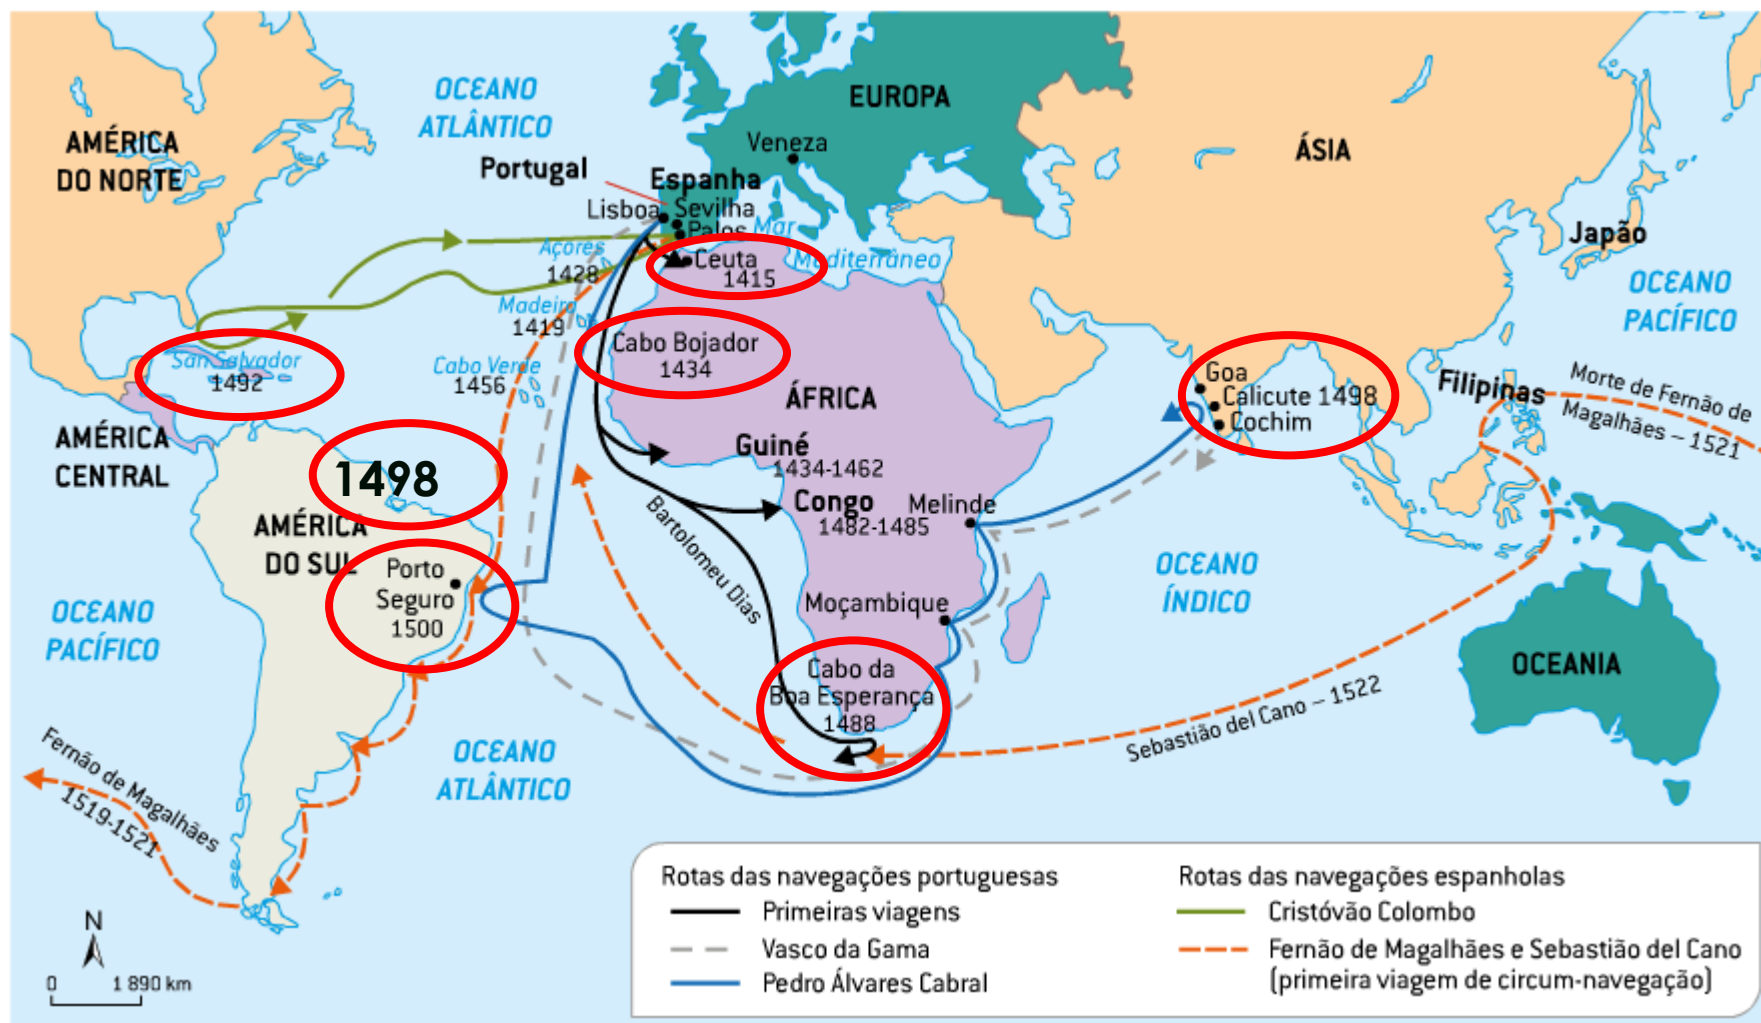 OCEANO
ATLÂNTICO
EUROPA
AMÉRICA
DO NORTE
ÁSIA
Veneza
Portugal
Espanha
Lisboa
Sevilha
Palos
Mar
Mediterrâneo
Japão
Açores
1428
Ceuta
1415
OCEANO
PACÍFICO
Madeira
1419
Cabo Bojador
1434
San Salvador
1492
Cabo Verde
1456
ÁFRICA
Goa
Calicute 1498
Cochim
Filipinas
Morte de Fernão de
Magalhães – 1521
AMÉRICA
CENTRAL
1498
Guiné
1434-1462
Congo
1482-1485
Melinde
AMÉRICA
DO SUL
Bartolomeu Dias
Porto
Seguro
1500
OCEANO
ÍNDICO
OCEANO
PACÍFICO
Moçambique
Cabo da
Boa Esperança
1488
OCEANIA
Sebastião del Cano – 1522
OCEANO
ATLÂNTICO
Fernão de Magalhães
1519-1521
Rotas das navegações portuguesas
Primeiras viagens
Vasco da Gama
Pedro Álvares Cabral
Rotas das navegações espanholas
Cristóvão Colombo
Fernão de Magalhães e Sebastião del Cano
(primeira viagem de circum-navegação)
N
0 1 890 km